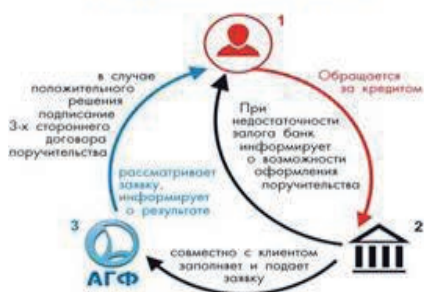 1
Обращается
за кредитом
При
недостаточности
залога банк
информирует
о возможности
оформления
поручительства
2
совместно с клиентом
заполняет и подает
заявку
3
АГФ
рассматривает
заявку,
информирует
о результате
в случае
положительного
решения
подписание
3-х стороннего
договора
поручительства